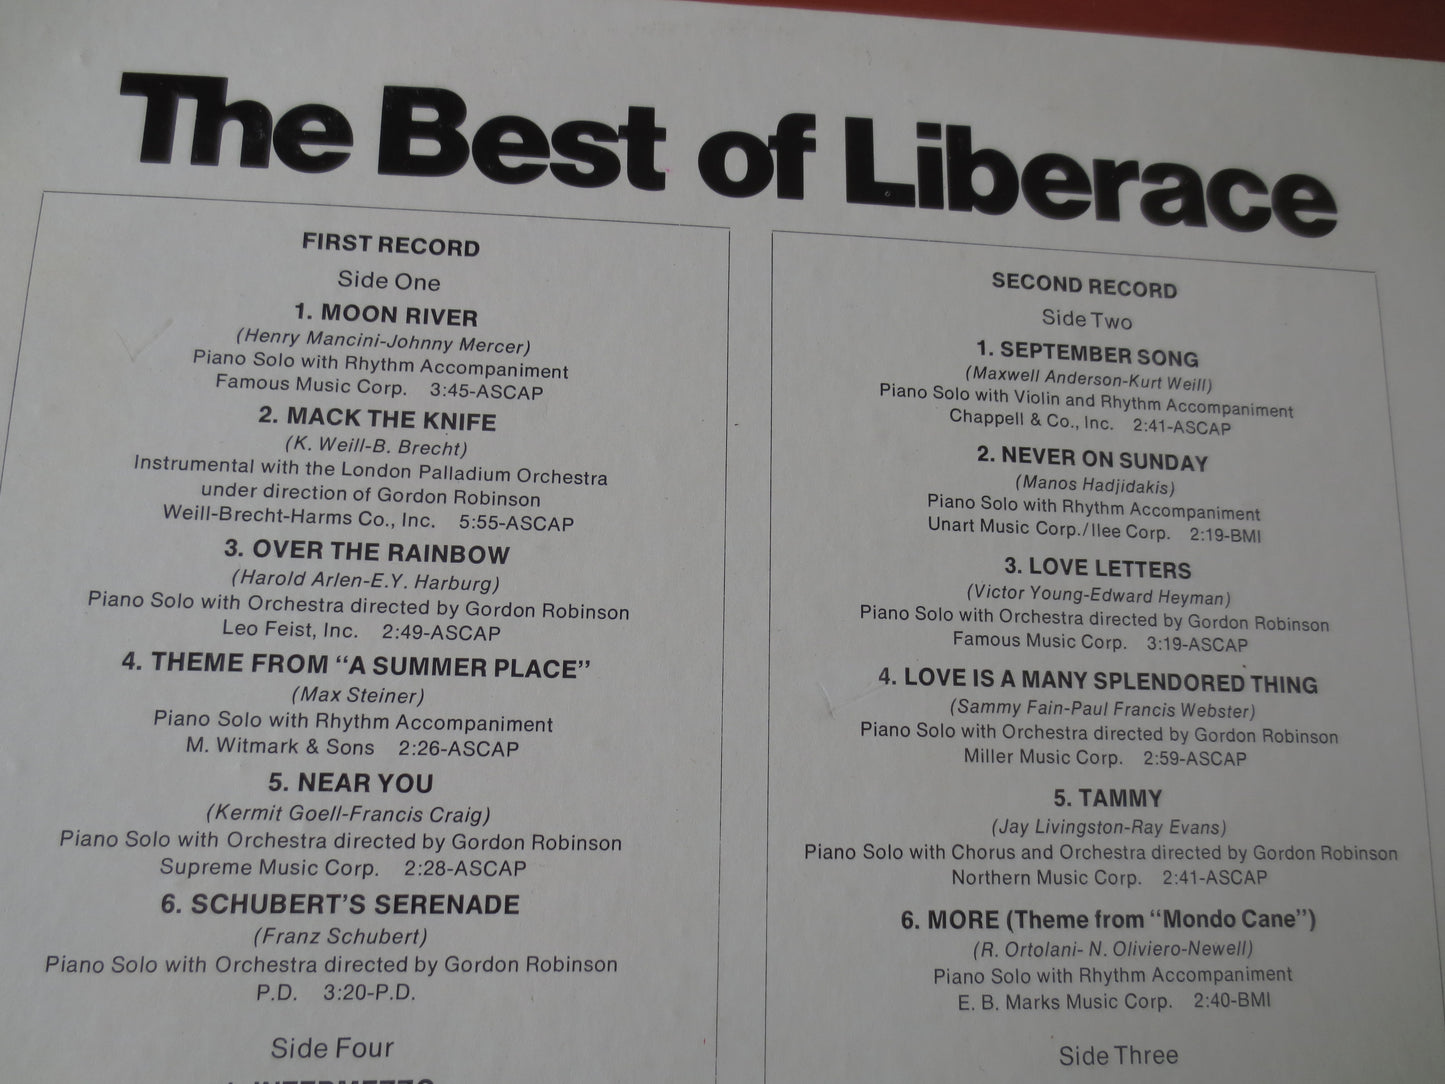 The Best of Liberace
FIRST RECORD
Side One
1. MOON RIVER
(Henry Mancini-Johnny Mercer)
Piano Solo with Rhythm Accompaniment
Famous Music Corp. 3:45-ASCAP
2. MACK THE KNIFE
(K. Weill-B. Brecht)
Instrumental with the London Palladium Orchestra
under direction of Gordon Robinson
Weill-Brecht-Harms Co., Inc. 5:55-ASCAP
3. OVER THE RAINBOW
(Harold Arlen-E.Y. Harburg)
Piano Solo with Orchestra directed by Gordon Robinson
Leo Feist, Inc. 2:49-ASCAP
4. THEME FROM “A SUMMER PLACE”
(Max Steiner)
Piano Solo with Rhythm Accompaniment
M. Witmark & Sons 2:26-ASCAP
5. NEAR YOU
(Kermit Goell-Francis Craig)
Piano Solo with Orchestra directed by Gordon Robinson
Supreme Music Corp. 2:28-ASCAP
6. SCHUBERT’S SERENADE
(Franz Schubert)
Piano Solo with Orchestra directed by Gordon Robinson
P.D. 3:20-P.D.
Side Four
1. INTERMEZZO
SECOND RECORD
Side Two
1. SEPTEMBER SONG
(Maxwell Anderson-Kurt Weill)
Piano Solo with Violin and Rhythm Accompaniment
Chappell & Co., Inc. 2:41-ASCAP
2. NEVER ON SUNDAY
(Manos Hadjidakis)
Piano Solo with Rhythm Accompaniment
Unart Music Corp./Ilee Corp. 2:19-BMI
3. LOVE LETTERS
(Victor Young-Edward Heyman)
Piano Solo with Orchestra directed by Gordon Robinson
Famous Music Corp. 3:19-ASCAP
4. LOVE IS A MANY SPLENDORED THING
(Sammy Fain-Paul Francis Webster)
Piano Solo with Orchestra directed by Gordon Robinson
Miller Music Corp. 2:59-ASCAP
5. TAMMY
(Jay Livingston-Ray Evans)
Piano Solo with Chorus and Orchestra directed by Gordon Robinson
Northern Music Corp. 2:41-ASCAP
6. MORE (Theme from “Mondo Cane”)
(R. Ortolani- N. Oliviero-Newell)
Piano Solo with Rhythm Accompaniment
E. B. Marks Music Corp. 2:40-BMI
Side Three